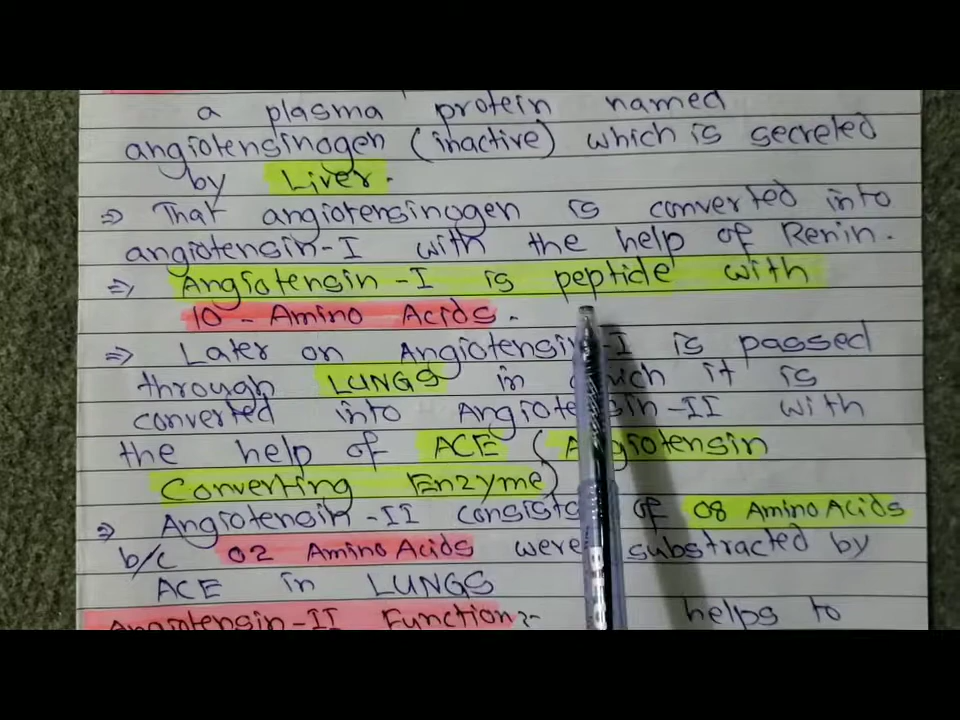 a plasma protein named
angiotensinogen (inactive) which is secreted
by Liver.
⇒ That angiotensinogen is converted into
angiotensin-I with the help of Renin.
⇒ Angiotensin-I is peptide with
10-Amino Acids.
⇒ Later on Angiotensin-I is passed
through LUNGS in which it is
converted into Angiotensin-II with
the help of ACE (Angiotensin
Converting Enzyme)
⇒ Angiotensin-II consists of 08 Amino Acids
b/c 02 Amino Acids were substracted by
ACE in LUNGS
Angiotensin-II Function:- helps to